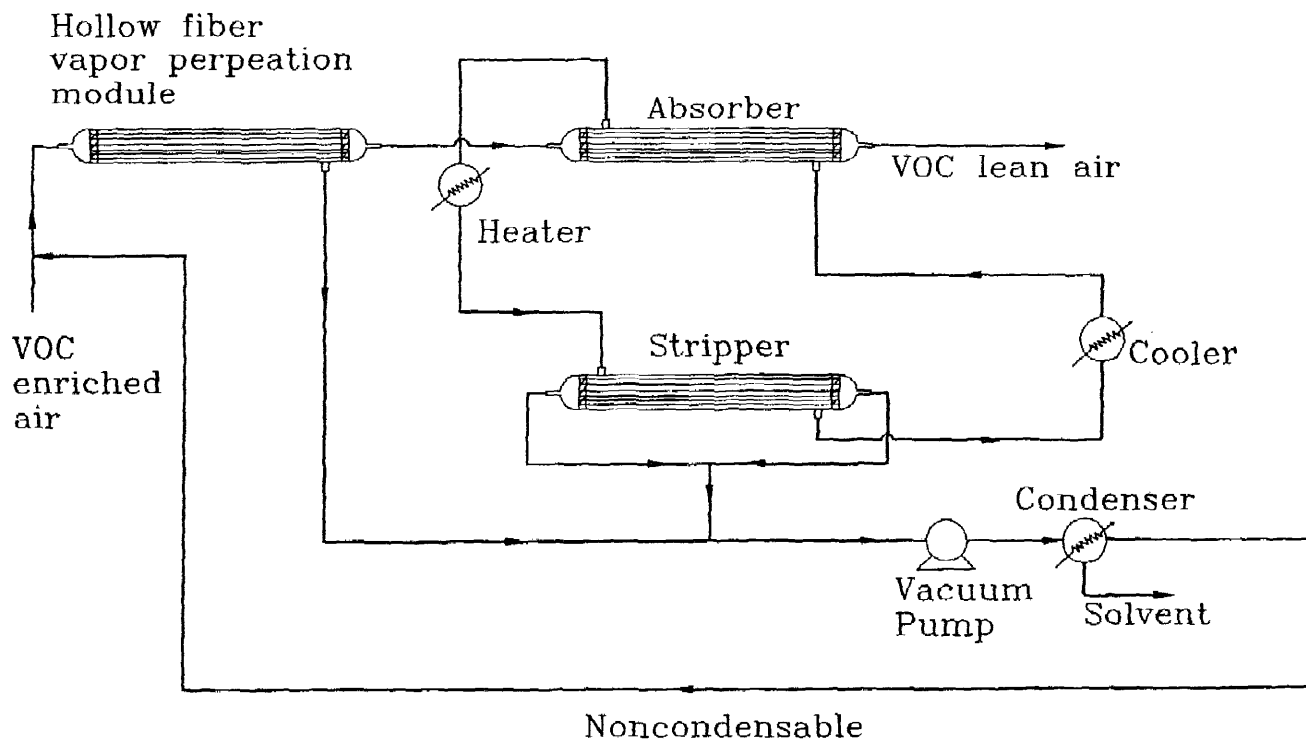 Hollow fiber
vapor perpeation
module
Absorber
VOC lean air
Heater
VOC
enriched
air
Stripper
Cooler
Condenser
Vacuum
Pump
Solvent
Noncondensable